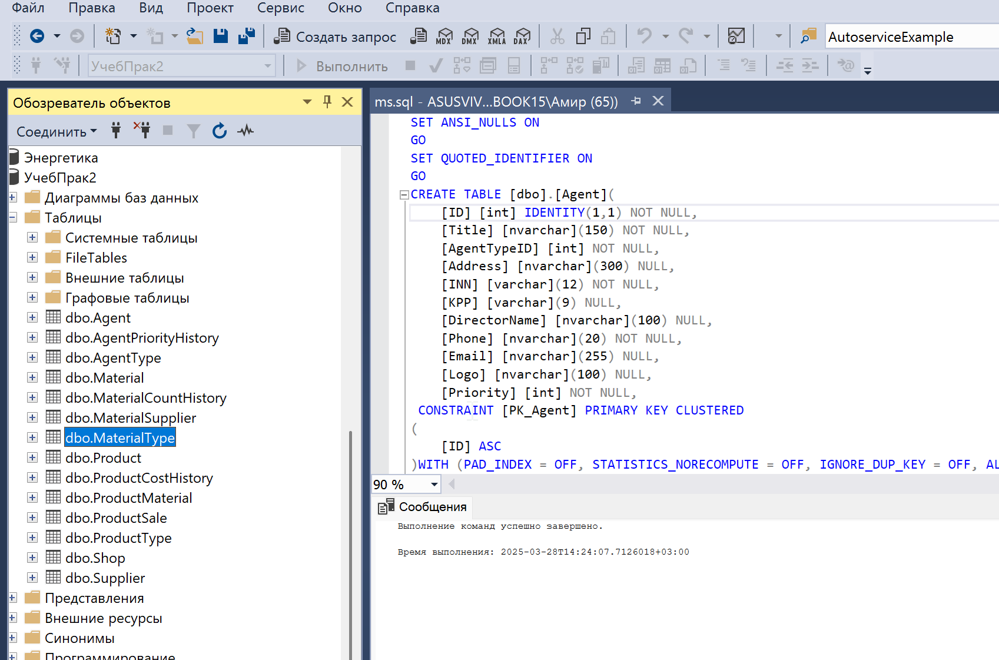 Файл Правка Вид Проект Сервис Окно Справка
Создать запрос MDX DMX XMLA DAX AutoserviceExample
УчебПрак2 Выполнить
Обозреватель объектов
Соединить
Энергетика
УчебПрак2
Диаграммы баз данных
Таблицы
Системные таблицы
FileTables
Внешние таблицы
Графовые таблицы
dbo.Agent
dbo.AgentPriorityHistory
dbo.AgentType
dbo.Material
dbo.MaterialCountHistory
dbo.MaterialSupplier
dbo.MaterialType
dbo.Product
dbo.ProductCostHistory
dbo.ProductMaterial
dbo.ProductSale
dbo.ProductType
dbo.Shop
dbo.Supplier
Представления
Внешние ресурсы
Синонимы
Программирование
ms.sql - ASUSVIV...BOOK15\Амир (65))
SET ANSI_NULLS ON
GO
SET QUOTED_IDENTIFIER ON
GO
CREATE TABLE [dbo].[Agent](
[ID] [int] IDENTITY(1,1) NOT NULL,
[Title] [nvarchar](150) NOT NULL,
[AgentTypeID] [int] NOT NULL,
[Address] [nvarchar](300) NULL,
[INN] [varchar](12) NOT NULL,
[KPP] [varchar](9) NULL,
[DirectorName] [nvarchar](100) NULL,
[Phone] [nvarchar](20) NOT NULL,
[Email] [nvarchar](255) NULL,
[Logo] [nvarchar](100) NULL,
[Priority] [int] NOT NULL,
CONSTRAINT [PK_Agent] PRIMARY KEY CLUSTERED
(
[ID] ASC
)WITH (PAD_INDEX = OFF, STATISTICS_NORECOMPUTE = OFF, IGNORE_DUP_KEY = OFF, AL
90 %
Сообщения
Выполнение команд успешно завершено.
Время выполнения: 2025-03-28T14:24:07.7126018+03:00